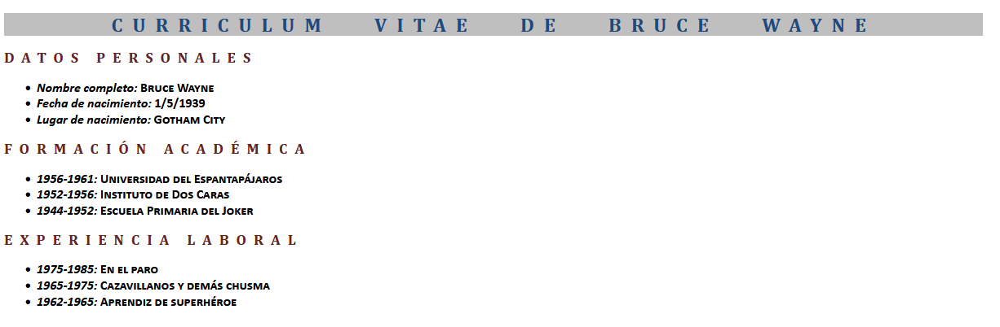 CURRICULUM VITAE DE BRUCE WAYNE
DATOS PERSONALES
• Nombre completo: Bruce Wayne
• Fecha de nacimiento: 1/5/1939
• Lugar de nacimiento: Gotham City
FORMACIÓN ACADÉMICA
• 1956-1961: Universidad del Espantapájaros
• 1952-1956: Instituto de Dos Caras
• 1944-1952: Escuela Primaria del Joker
EXPERIENCIA LABORAL
• 1975-1985: En el paro
• 1965-1975: Cazavillanos y demás chusma
• 1962-1965: Aprendiz de superhéroe